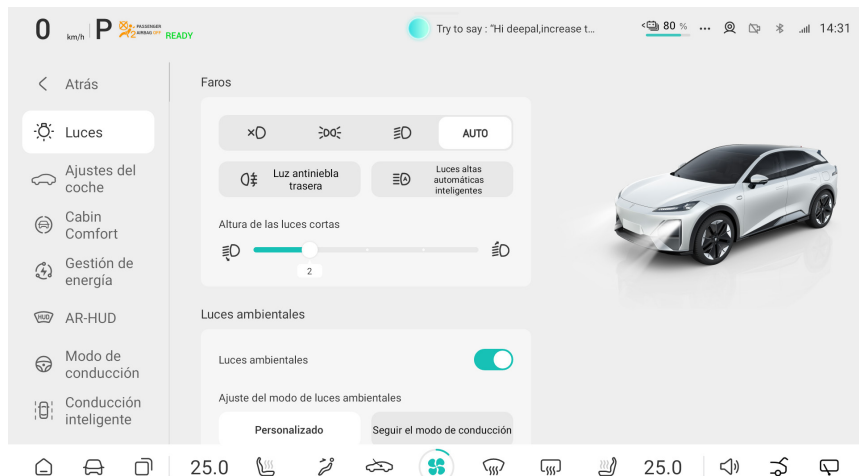 0 km/h P PASSENGER
AIRBAG OFF READY
Try to say : "Hi deepal,increase t...
80 % ... 14:31
Atrás
Luces
Ajustes del
coche
Cabin
Comfort
Gestión de
energía
HUD AR-HUD
Modo de
conducción
Conducción
inteligente
Faros
AUTO
Luz antiniebla
trasera
Luces altas
automáticas
inteligentes
Altura de las luces cortas
2
Luces ambientales
Luces ambientales
Ajuste del modo de luces ambientales
Personalizado
Seguir el modo de conducción
25.0
25.0